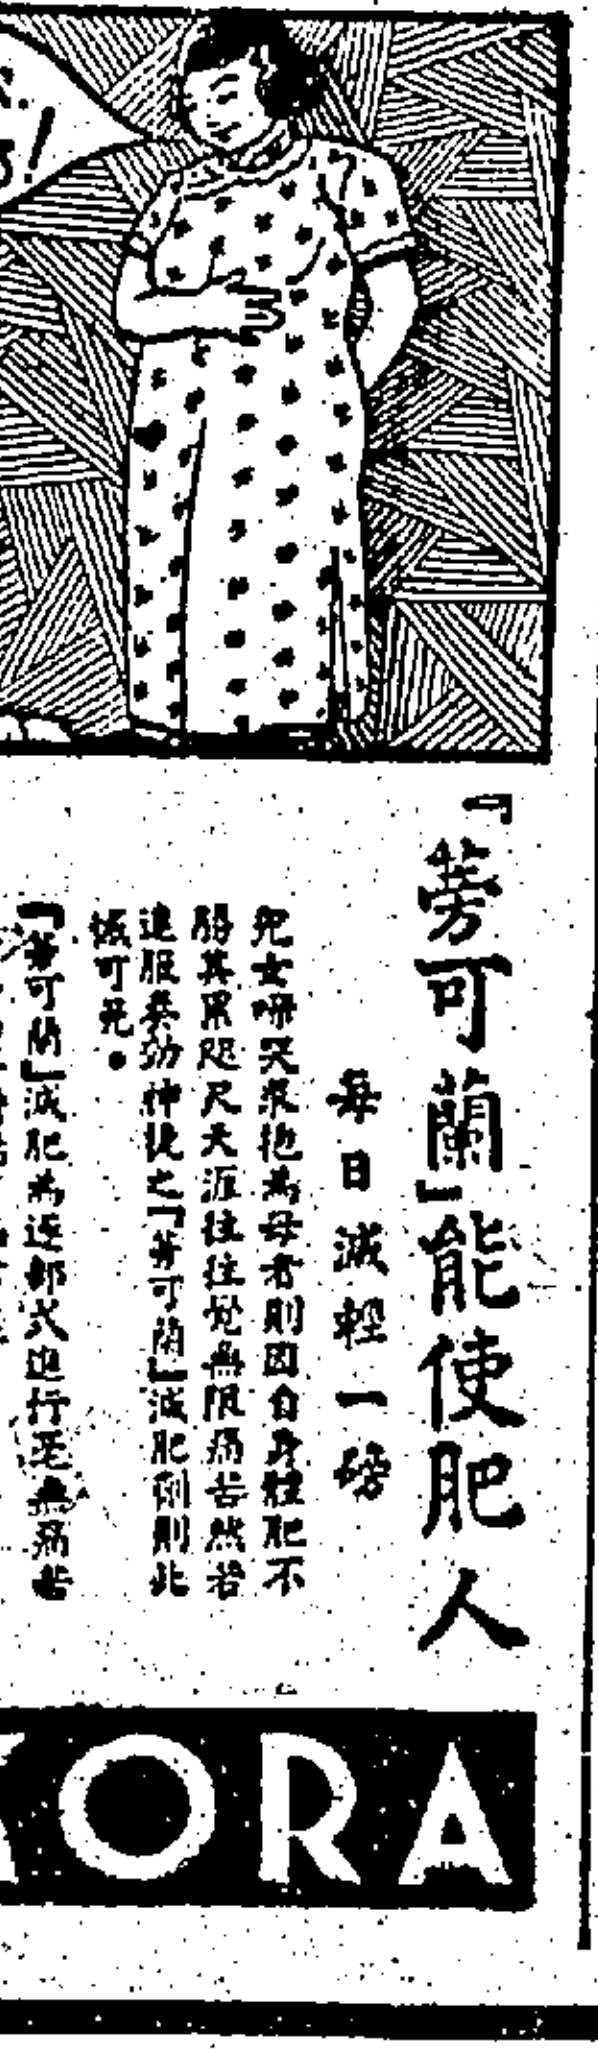 『芳可蘭』能使肥人
每日減輕一磅
兒女啼哭求抱為母者則因自身體肥不
勝其累咫尺天涯往往覺無限痛苦然若
速服奏効神捷之『芳可蘭』減肥劑則此
憾可免。
『芳可蘭』減肥為逐部式進行至無痛苦
ORA